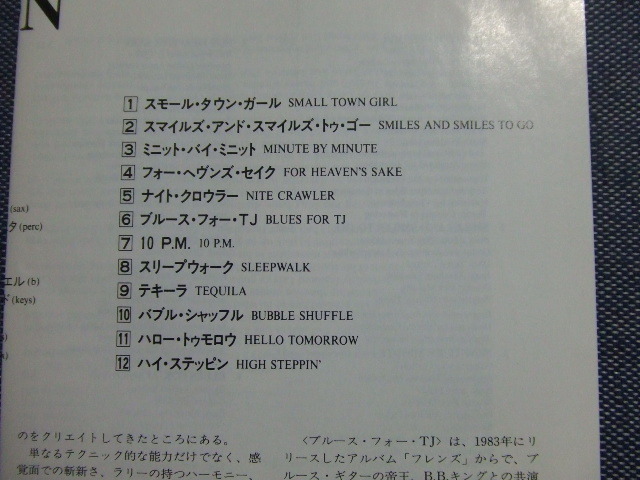 N
1 スモール・タウン・ガール SMALL TOWN GIRL
2 スマイルズ・アンド・スマイルズ・トゥ・ゴー SMILES AND SMILES TO GO
3 ミニット・バイ・ミニット MINUTE BY MINUTE
4 フォー・ヘヴンズ・セイク FOR HEAVEN'S SAKE
5 ナイト・クロウラー NITE CRAWLER
6 ブルース・フォー・TJ BLUES FOR TJ
7 10 P.M. 10 P.M.
8 スリープウォーク SLEEPWALK
9 テキーラ TEQUILA
10 バブル・シャッフル BUBBLE SHUFFLE
11 ハロー・トゥモロウ HELLO TOMORROW
12 ハイ・ステッピン HIGH STEPPIN'
(sax)
タ(perc)
エル(b)
ド(keys)
のをクリエイトしてきたところにある。
単なるテクニック的な能力だけでなく、感
覚面での斬新さ、ラリーの持つハーモニー、
〈ブルース・フォー・TJ〉は、1983年にリ
リースしたアルバム「フレンズ」からで、ブ
ルース・ギターの帝王、B.B.キングとの共演